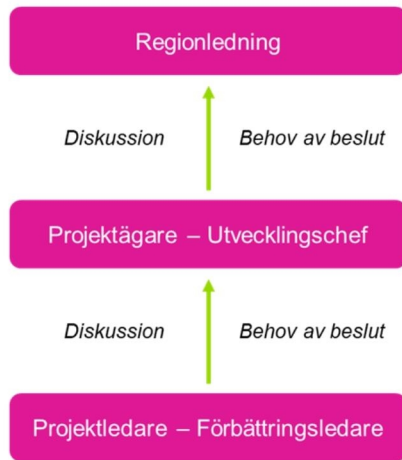 Regionledning
Diskussion Behov av beslut
Projektägare – Utvecklingschef
Diskussion Behov av beslut
Projektledare – Förbättringsledare